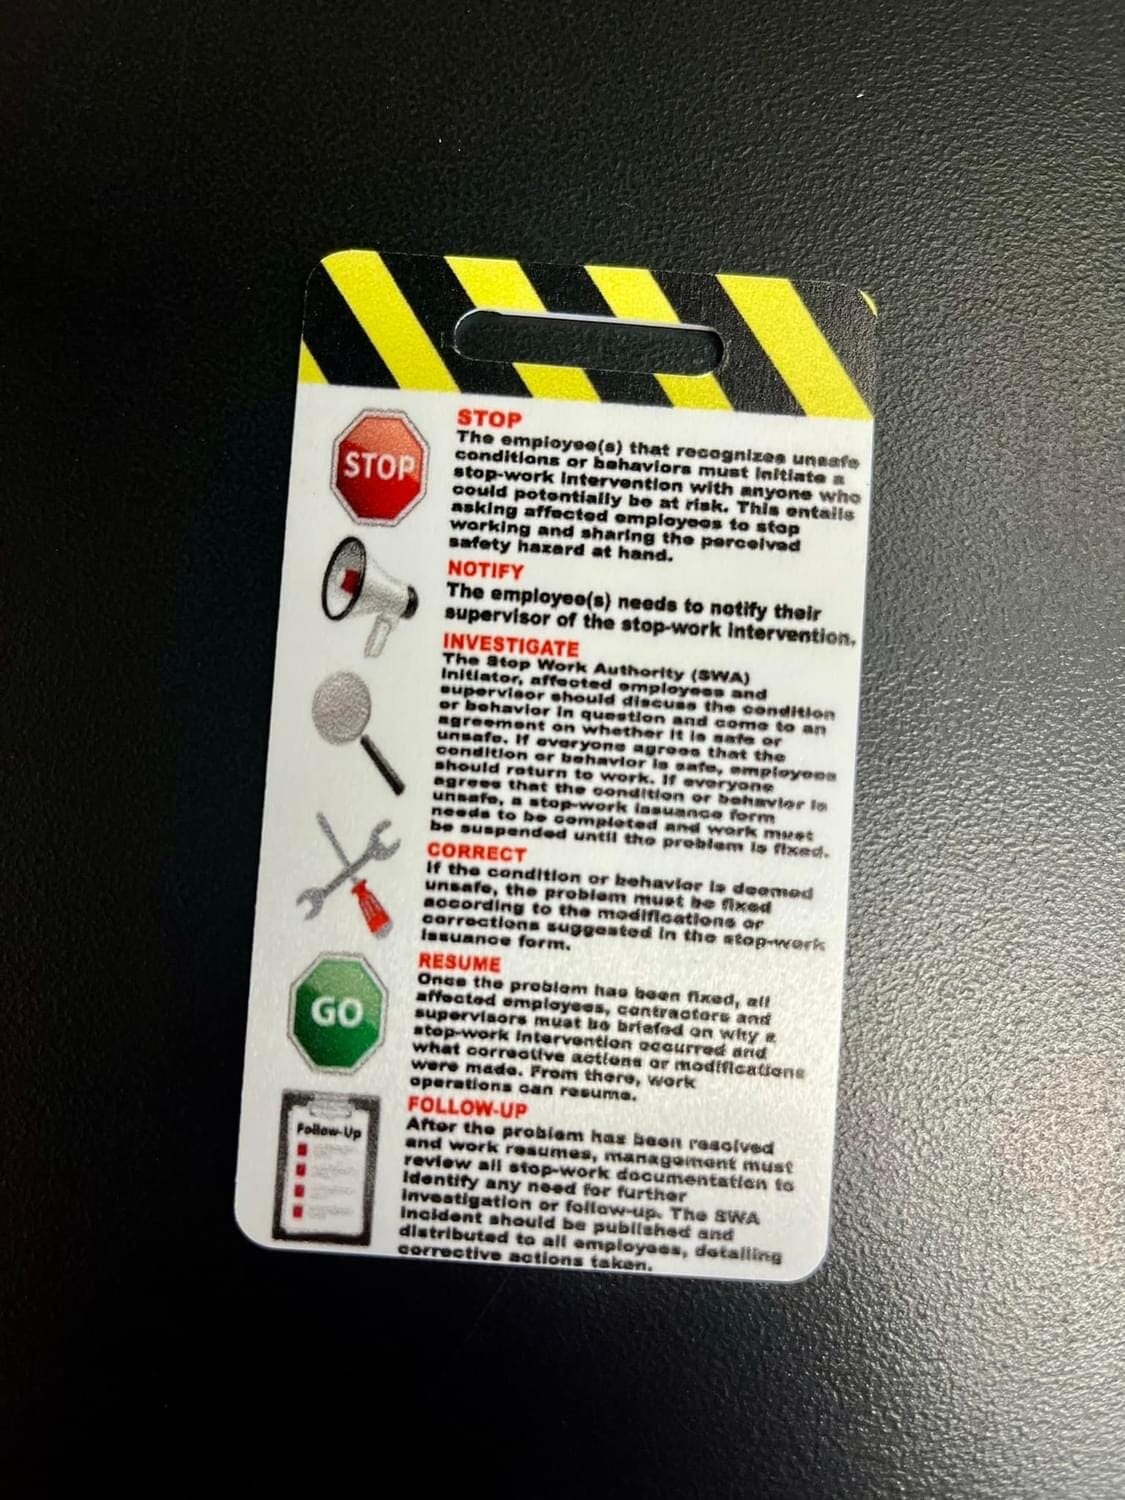 STOP
STOP
The employee(s) that recognizes unsafe
conditions or behaviors must initiate a
stop-work intervention with anyone who
could potentially be at risk. This entails
asking affected employees to stop
working and sharing the perceived
safety hazard at hand.
NOTIFY
The employee(s) needs to notify their
supervisor of the stop-work intervention.
INVESTIGATE
The Stop Work Authority (SWA)
Initiator, affected employees and
supervisor should discuss the condition
or behavior in question and come to an
agreement on whether it is safe or
unsafe. If everyone agrees that the
condition or behavior is safe, employees
should return to work. If everyone
agrees that the condition or behavior is
unsafe, a stop-work issuance form
needs to be completed and work must
be suspended until the problem is fixed.
CORRECT
If the condition or behavior is deemed
unsafe, the problem must be fixed
according to the modifications or
corrections suggested in the stop-work
issuance form.
GO
RESUME
Once the problem has been fixed, all
affected employees, contractors and
supervisors must be briefed on why a
stop-work intervention occurred and
what corrective actions or modifications
were made. From there, work
operations can resume.
Follow-Up
FOLLOW-UP
After the problem has been resolved
and work resumes, management must
review all stop-work documentation to
identify any need for further
investigation or follow-up. The SWA
incident should be published and
distributed to all employees, detailing
corrective actions taken.